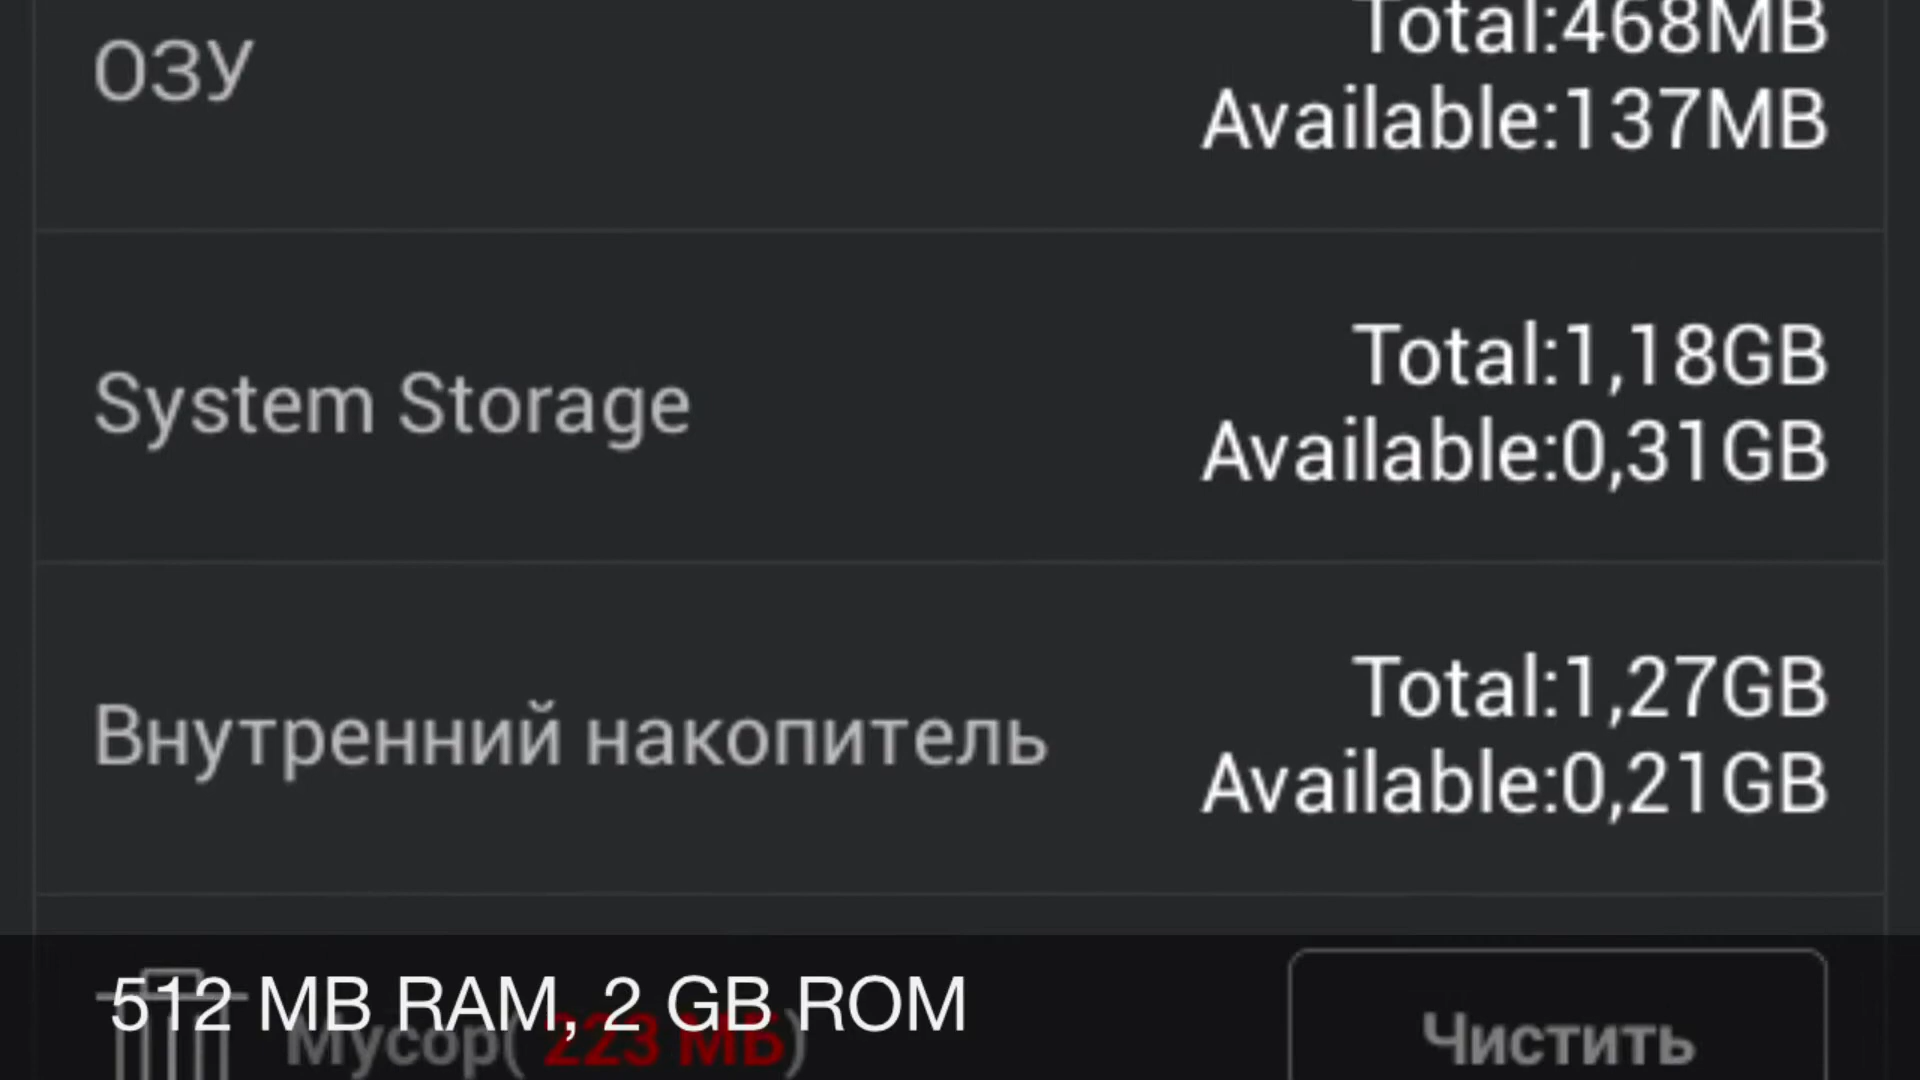 ОЗУ
Total:468MB
Available:137MB
System Storage
Total:1,18GB
Available:0,31GB
Внутренний накопитель
Total:1,27GB
Available:0,21GB
512 MB RAM, 2 GB ROM
Мусор( 223 МБ)
Чистить